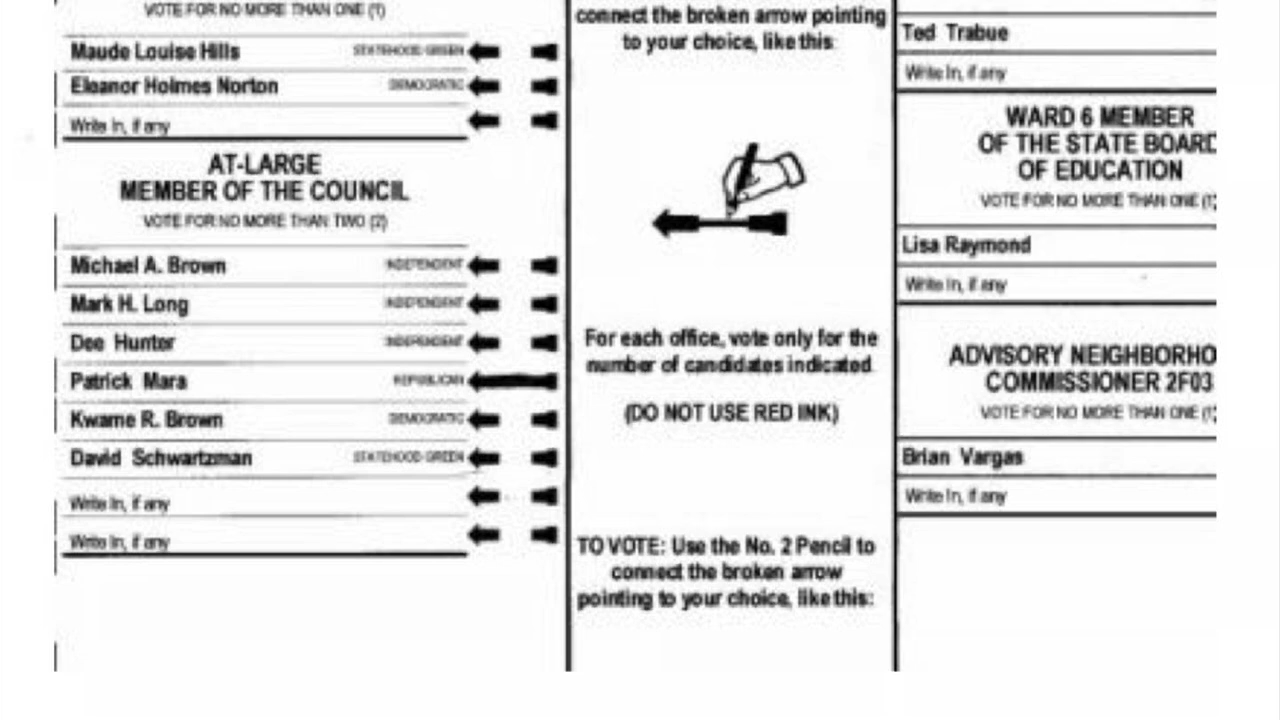 VOTE FOR NO MORE THAN ONE (1)
Maude Louise Hills STATEHOOD GREEN
Eleanor Holmes Norton DEMOCRATIC
Write In, if any
AT-LARGE
MEMBER OF THE COUNCIL
VOTE FOR NO MORE THAN TWO (2)
Michael A. Brown INDEPENDENT
Mark H. Long INDEPENDENT
Dee Hunter INDEPENDENT
Patrick Mara REPUBLICAN
Kwame R. Brown DEMOCRATIC
David Schwartzman STATEHOOD GREEN
Write In, if any
Write In, if any
connect the broken arrow pointing
to your choice, like this
For each office, vote only for the
number of candidates indicated
(DO NOT USE RED INK)
TO VOTE: Use the No. 2 Pencil to
connect the broken arrow
pointing to your choice, like this:
Ted Trabue
Write In, if any
WARD 6 MEMBER
OF THE STATE BOARD
OF EDUCATION
VOTE FOR NO MORE THAN ONE (1)
Lisa Raymond
Write In, if any
ADVISORY NEIGHBORHO
COMMISSIONER 2F03
VOTE FOR NO MORE THAN ONE (1)
Brian Vargas
Write In, if any